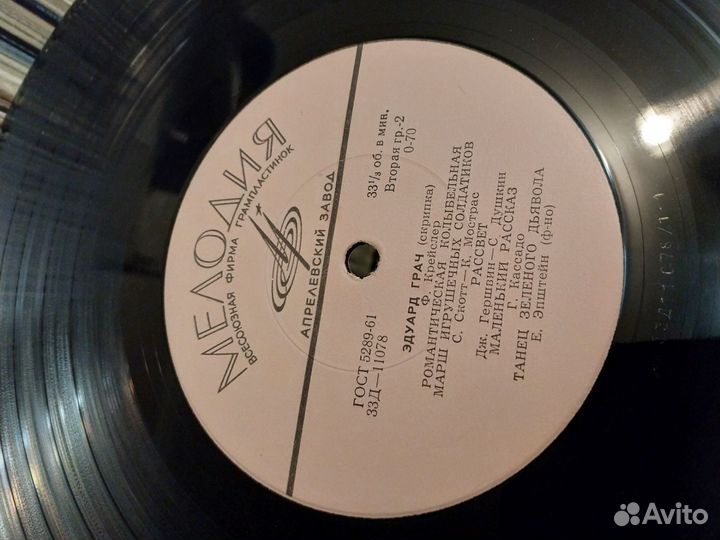 МЕЛОДИЯ
ВСЕСОЮЗНАЯ ФИРМА ГРАМПЛАСТИНОК
АПРЕЛЕВСКИЙ ЗАВОД
ГОСТ 5289-61
33Д—11078
33⅓ об. в мин.
Вторая гр.-2
0-70
ЭДУАРД ГРАЧ (скрипка)
Ф. Крейслер
РОМАНТИЧЕСКАЯ КОЛЫБЕЛЬНАЯ
МАРШ ИГРУШЕЧНЫХ СОЛДАТИКОВ
С. Скотт—К. Мострас
РАССВЕТ
Дж. Гершвин—С. Душкин
МАЛЕНЬКИЙ РАССКАЗ
Г. Кассадо
ТАНЕЦ ЗЕЛЕНОГО ДЬЯВОЛА
Е. Эпштейн (ф-но)
Avito